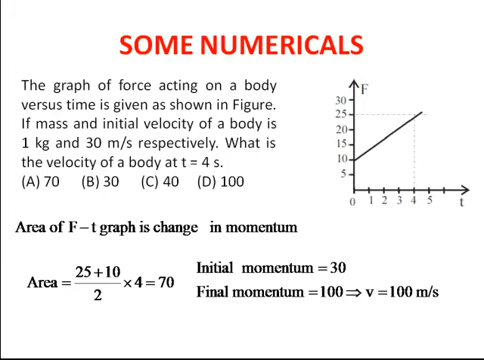 SOME NUMERICALS
The graph of force acting on a body
versus time is given as shown in Figure.
If mass and initial velocity of a body is
1 kg and 30 m/s respectively. What is
the velocity of a body at t = 4 s.
(A) 70 (B) 30 (C) 40 (D) 100
F
30
25
20
15
10
5
0 1 2 3 4 5 t
Area of F – t graph is change in momentum
Area = (25+10)/2 × 4 = 70
Initial momentum = 30
Final momentum = 100 ⇒ v = 100 m/s